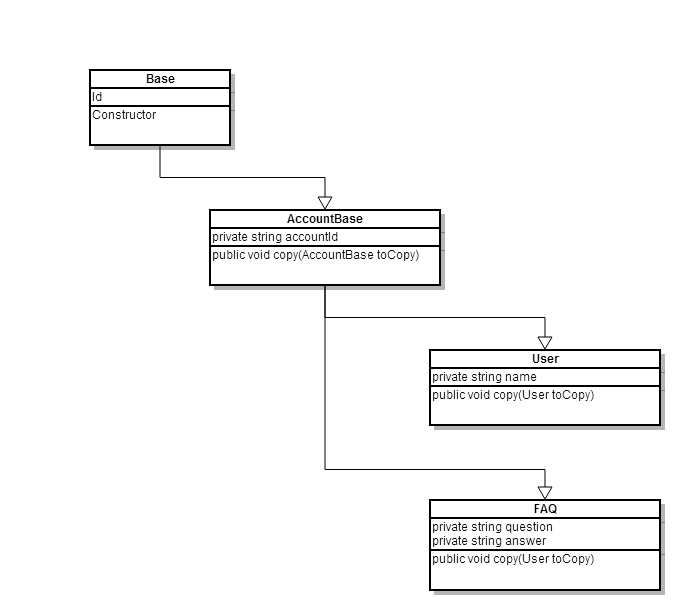 Base
Id
Constructor
AccountBase
private string accountId
public void copy(AccountBase toCopy)
User
private string name
public void copy(User toCopy)
FAQ
private string question
private string answer
public void copy(User toCopy)